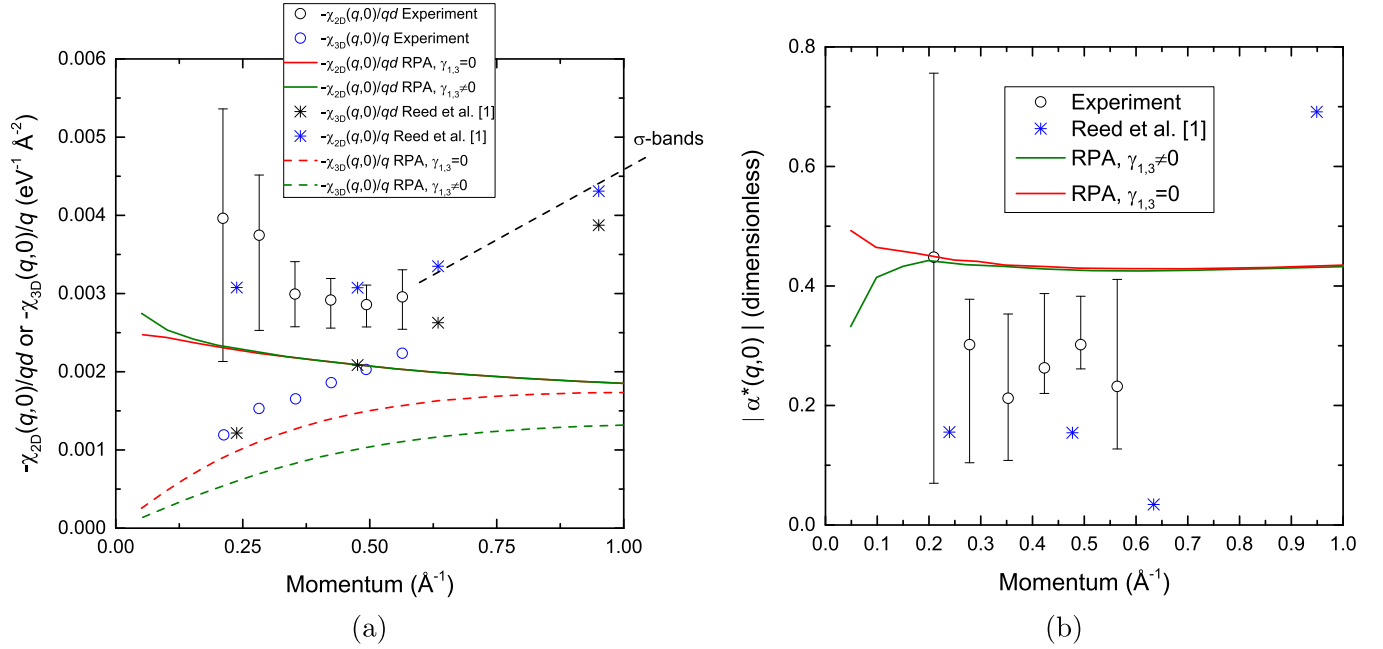 -χ2D(q,0)/qd Experiment
-χ3D(q,0)/q Experiment
-χ2D(q,0)/qd RPA, γ1,3=0
-χ2D(q,0)/qd RPA, γ1,3≠0
-χ3D(q,0)/qd Reed et al. [1]
-χ2D(q,0)/q Reed et al. [1]
-χ3D(q,0)/q RPA, γ1,3=0
-χ3D(q,0)/q RPA, γ1,3≠0
σ-bands
-χ2D(q,0)/qd or -χ3D(q,0)/q (eV-1 Å-2)
0.006
0.005
0.004
0.003
0.002
0.001
0.000
0.00 0.25 0.50 0.75 1.00
Momentum (Å-1)
(a)
Experiment
Reed et al. [1]
RPA, γ1,3≠0
RPA, γ1,3=0
| α*(q,0) | (dimensionless)
0.8
0.6
0.4
0.2
0.0
0.0 0.1 0.2 0.3 0.4 0.5 0.6 0.7 0.8 0.9 1.0
Momentum (Å-1)
(b)